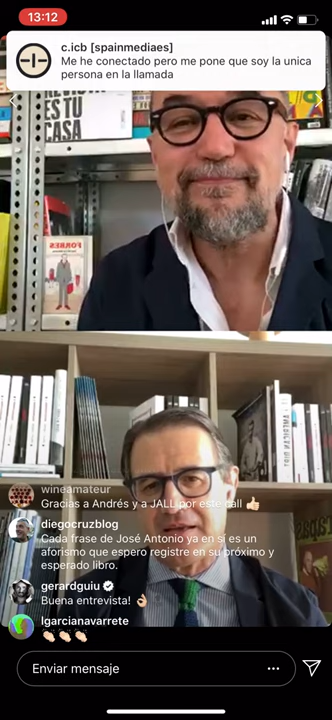 13:12
c.icb [spainmediaes]
Me he conectado pero me pone que soy la unica
persona en la llamada
ES TU
CASA
FORBES
wineamateur
Gracias a Andrés y a JALL por este call 👍🏻
diegocruzblog
Cada frase de José Antonio ya en sí es un
aforismo que espero registre en su próximo y
esperado libro.
gerardguiu
Buena entrevista! 👌🏻
lgarcianavarrete
👏🏻👏🏻👏🏻
Enviar mensaje